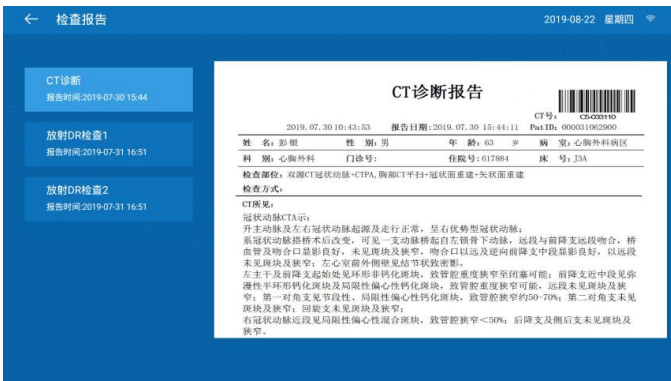 ← 检查报告
2019-08-22 星期四
CT诊断
报告时间:2019-07-30 15:44
放射DR检查1
报告时间:2019-07-31 16:51
放射DR检查2
报告时间:2019-07-31 16:51
CT诊断报告
CT号: CS-033110
2019.07.30 10:43:53 报告日期:2019.07.30 15:44:11 PatID: 000031062900
姓 名: 彭银 性 别: 男 年 龄: 63 岁 病 室: 心胸外科病区
科 别: 心胸外科 门诊号: 住院号: 617884 床 号: J3A
检查部位: 双源CT冠状动脉+CTPA, 胸部CT平扫+冠状面重建+矢状面重建
检查方式:
CT所见:
冠状动脉CTA示:
升主动脉及左右冠状动脉起源及走行正常, 呈右优势型冠状动脉;
系冠状动脉搭桥术后改变, 可见一支动脉桥起自左锁骨下动脉, 远段与前降支远段吻合, 桥
血管及吻合口显影良好, 未见斑块及狭窄, 吻合口以远及逆向前降支中段显影良好, 以远段
未见斑块及狭窄; 左心室前外侧壁见结节状致密影。
左主干及前降支起始处见环形非钙化斑块, 致管腔重度狭窄至闭塞可能; 前降支近中段见弥
漫性半环形钙化斑块及局限性偏心性钙化斑块, 致管腔重度狭窄可能, 远段未见斑块及狭
窄; 第一对角支见节段性、局限性偏心性钙化斑块, 致管腔狭窄约50-70%; 第二对角支未见
斑块及狭窄; 回旋支未见斑块及狭窄;
右冠状动脉近段见局限性偏心性混合斑块, 致管腔狭窄<50%; 后降支及侧后支未见斑块及
狭窄。